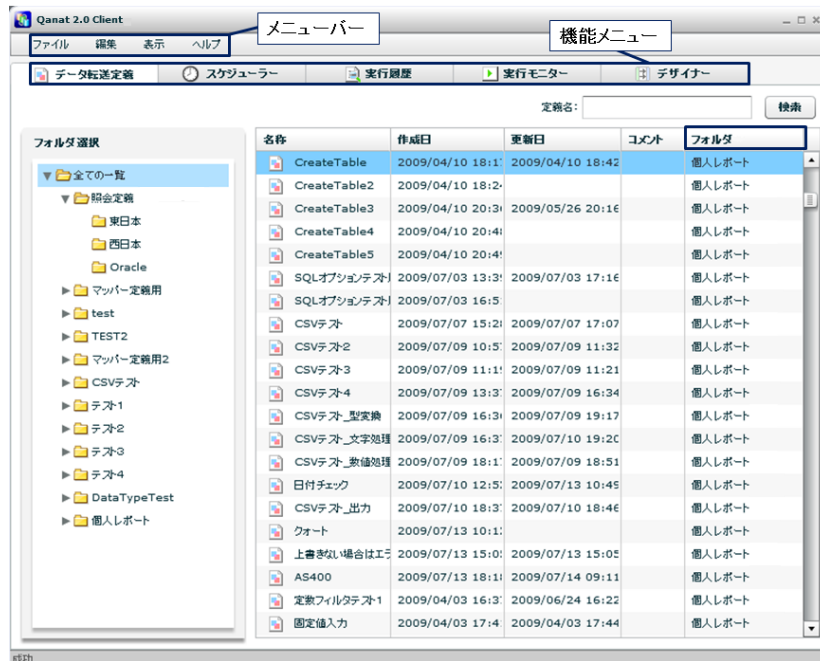 Qanat 2.0 Client
メニューバー
ファイル 編集 表示 ヘルプ
機能メニュー
データ転送定義 スケジューラー 実行履歴 実行モニター デザイナー
定義名: 検索
フォルダ選択
全ての一覧
照会定義
東日本
西日本
Oracle
マッパー定義用
test
TEST2
マッパー定義用2
CSVテスト
テスト1
テスト2
テスト3
テスト4
DataTypeTest
個人レポート
名称 作成日 更新日 コメント フォルダ
CreateTable 2009/04/10 18:1 2009/04/10 18:42 個人レポート
CreateTable2 2009/04/10 18:2 個人レポート
CreateTable3 2009/04/10 20:3 2009/05/26 20:16 個人レポート
CreateTable4 2009/04/10 20:4 個人レポート
CreateTable5 2009/04/10 20:4 個人レポート
SQLオプションテスト 2009/07/03 13:3 2009/07/03 17:16 個人レポート
SQLオプションテスト 2009/07/03 16:5 個人レポート
CSVテスト 2009/07/07 15:2 2009/07/07 17:07 個人レポート
CSVテスト2 2009/07/09 10:5 2009/07/09 11:32 個人レポート
CSVテスト3 2009/07/09 11:1 2009/07/09 11:21 個人レポート
CSVテスト4 2009/07/09 13:3 2009/07/09 16:34 個人レポート
CSVテスト_型変換 2009/07/09 16:3 2009/07/09 19:17 個人レポート
CSVテスト_文字処理 2009/07/09 16:3 2009/07/10 19:20 個人レポート
CSVテスト_数値処理 2009/07/09 18:1 2009/07/09 18:51 個人レポート
日付チェック 2009/07/10 12:5 2009/07/13 10:49 個人レポート
CSVテスト_出力 2009/07/10 18:3 2009/07/10 18:46 個人レポート
クォート 2009/07/13 10:1 個人レポート
上書きない場合はエラ 2009/07/13 15:0 2009/07/13 15:05 個人レポート
AS400 2009/07/13 18:1 2009/07/14 09:11 個人レポート
定数フィルタテスト1 2009/04/03 16:3 2009/06/24 16:22 個人レポート
固定値入力 2009/04/03 17:4 2009/04/03 17:44 個人レポート